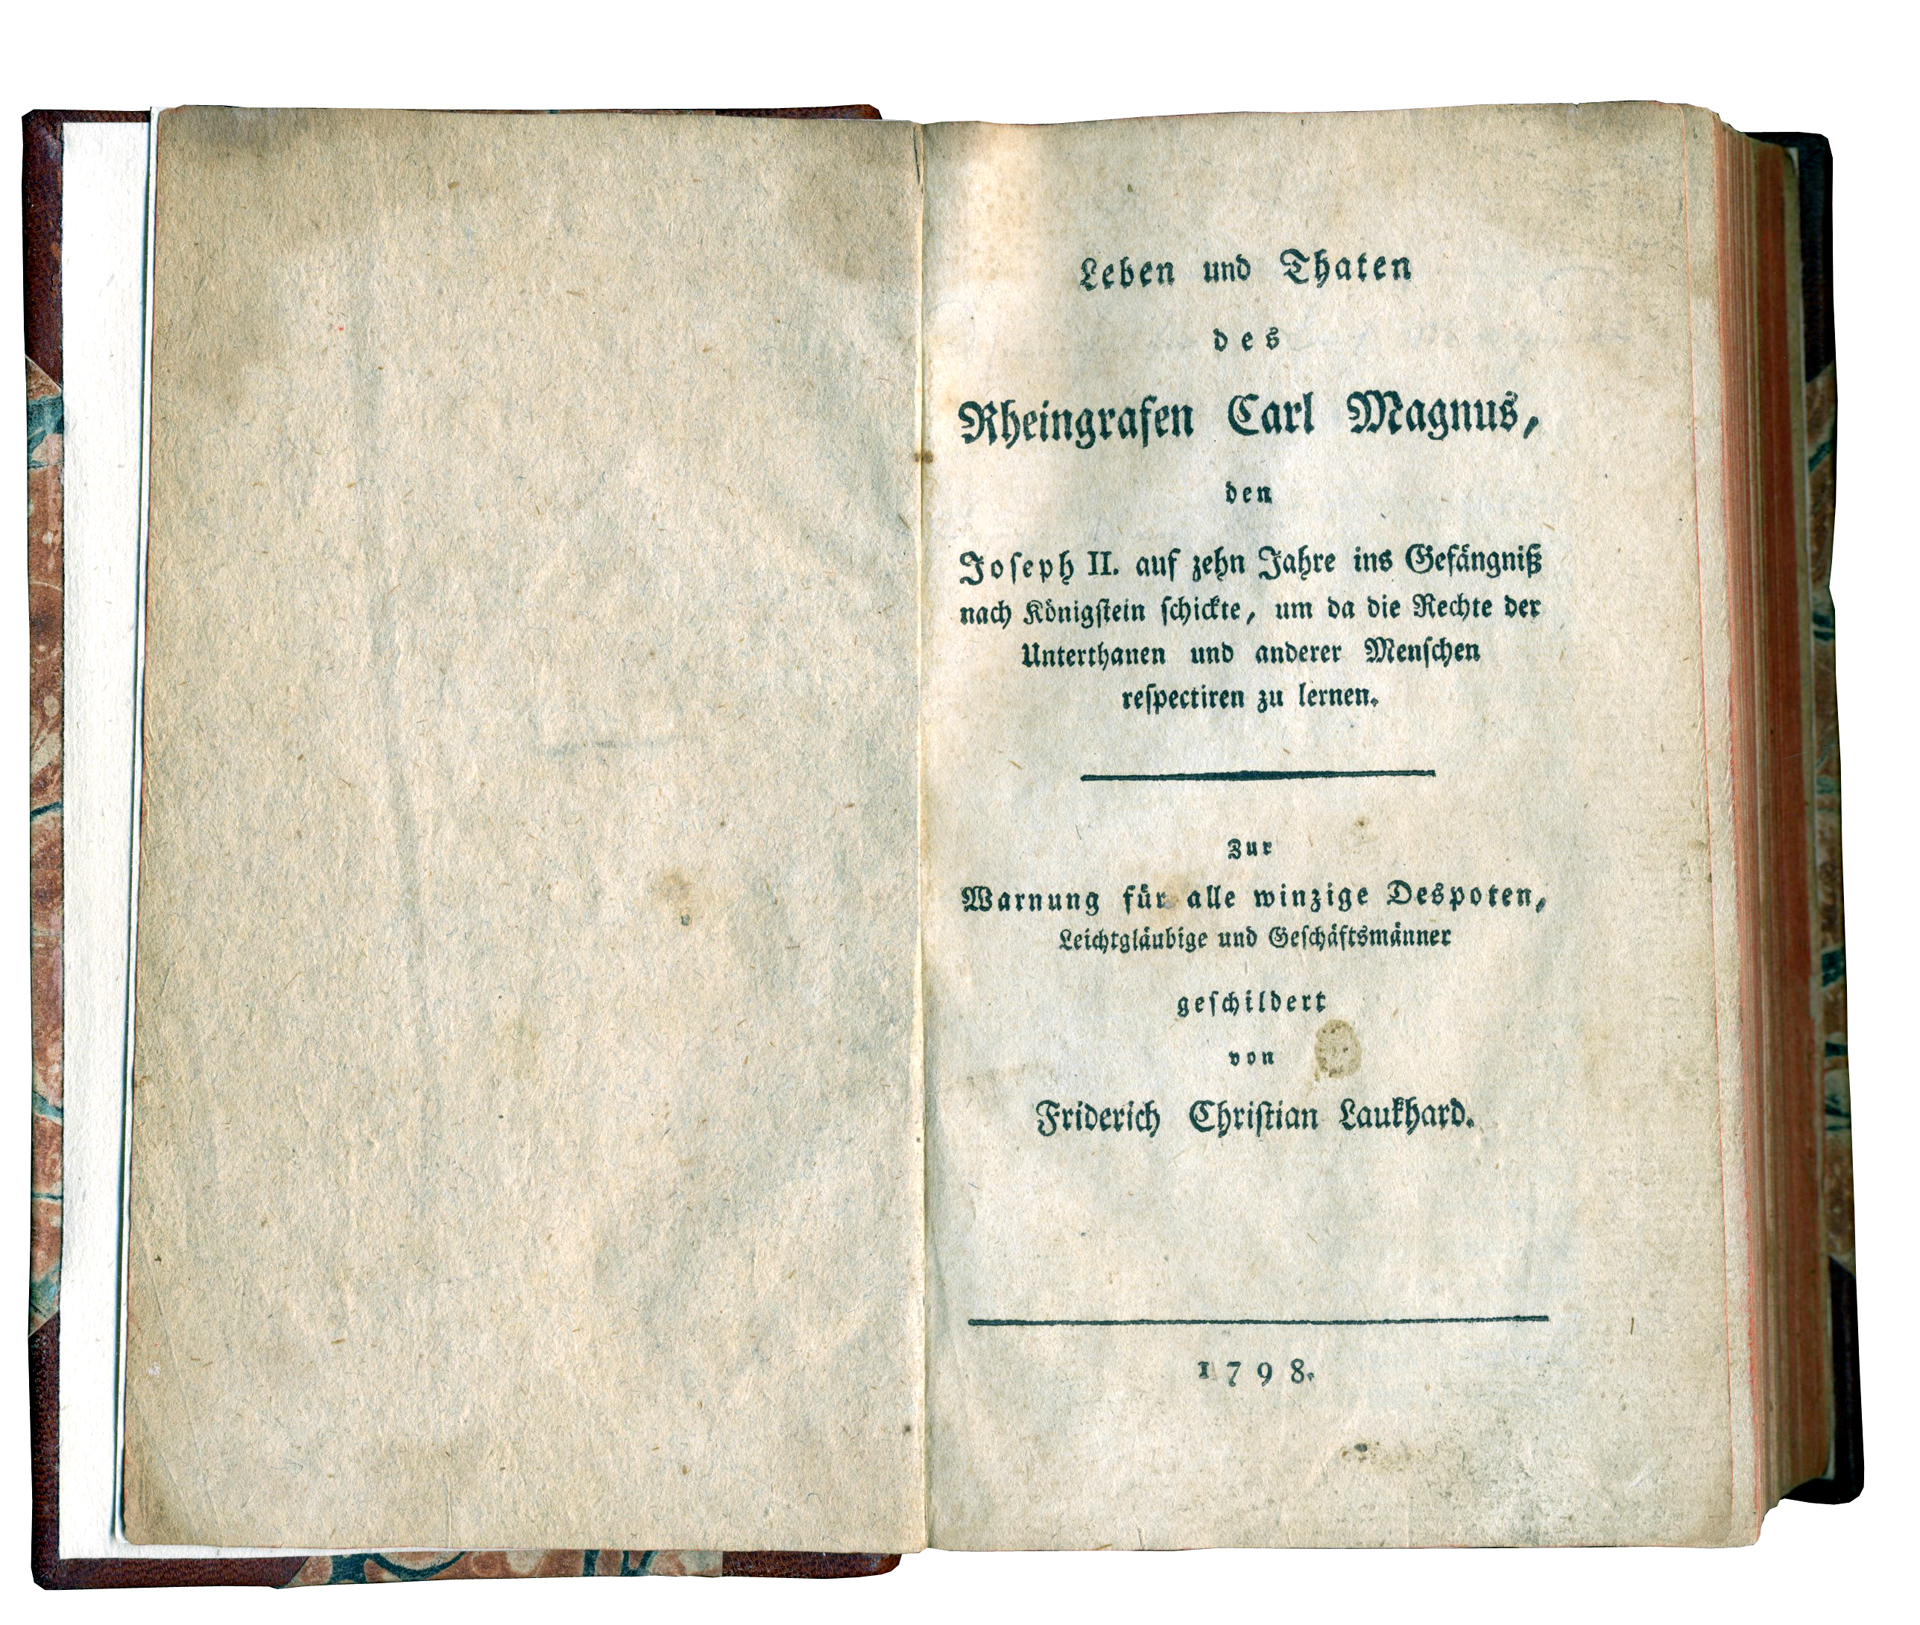 Leben und Thaten
des
Rheingrafen Carl Magnus,
den
Joſeph II. auf zehn Jahre ins Gefängniß
nach Königſtein ſchickte, um da die Rechte der
Unterthanen und anderer Menſchen
reſpectiren zu lernen.
Zur
Warnung für alle winzige Despoten,
Leichtgläubige und Geſchäftsmänner
geſchildert
von
Friderich Chriſtian Laukhard.
1798.